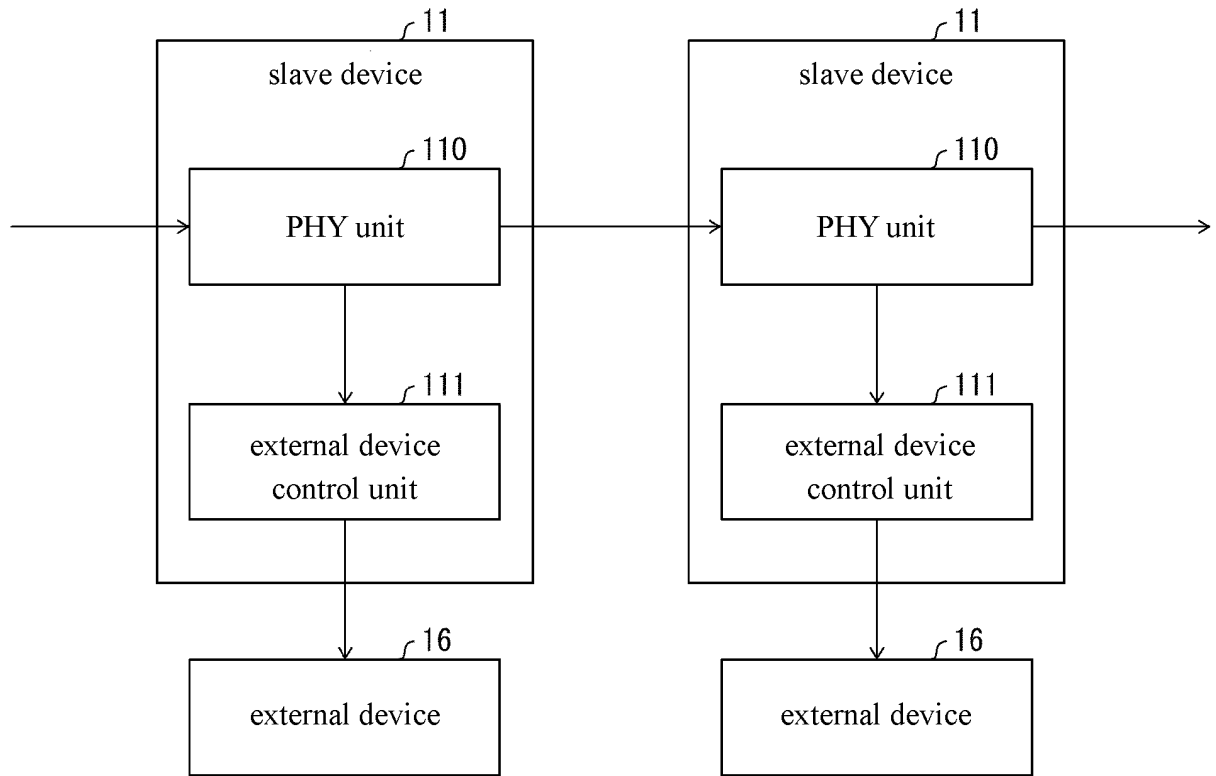 11
11
slave device
slave device
110
110
PHY unit
PHY unit
111
111
external device
control unit
external device
control unit
16
16
external device
external device